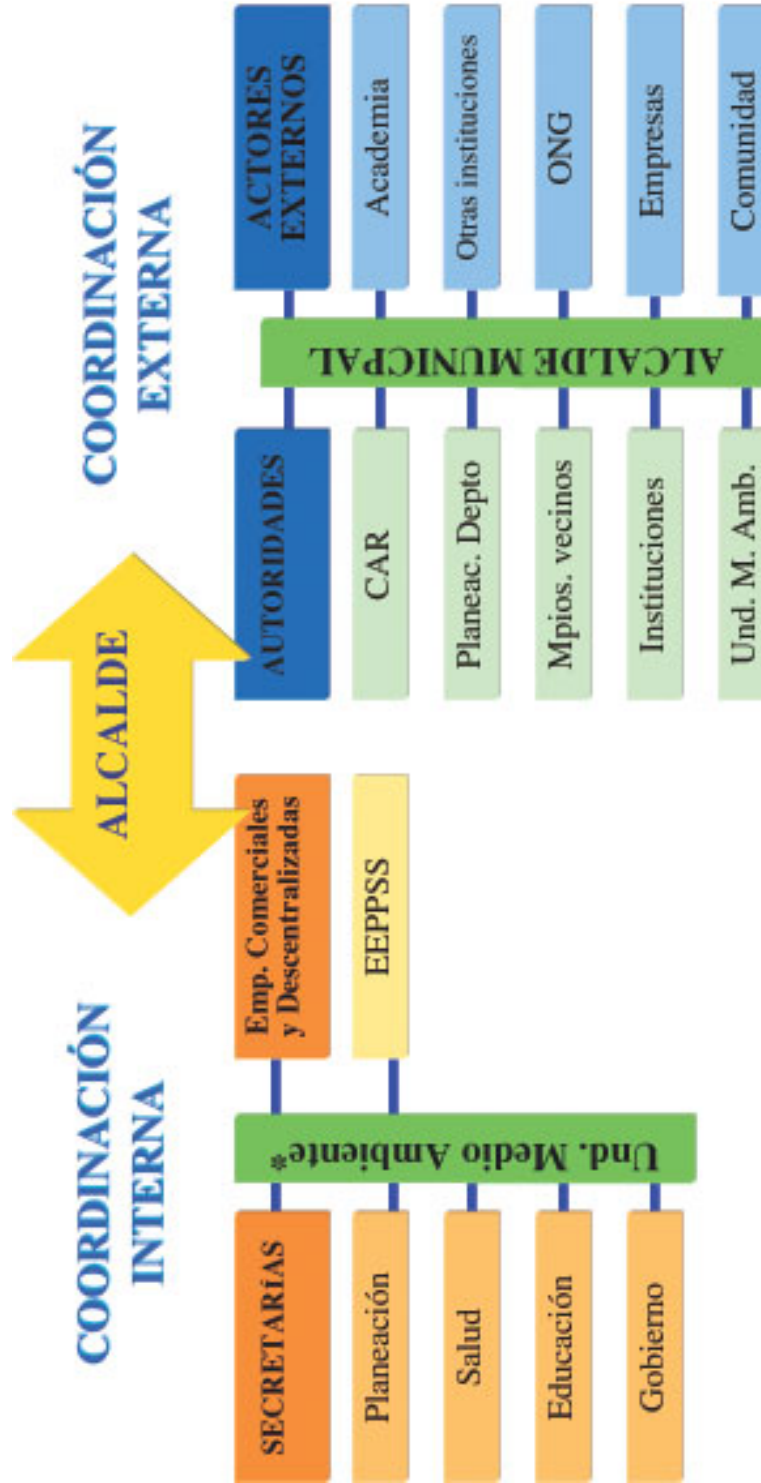 COORDINACIÓN
INTERNA
ALCALDE
COORDINACIÓN
EXTERNA
SECRETARíAS
Planeación
Salud
Educación
Gobierno
Und. Medio Ambiente*
Emp. Comerciales
y Descentralizadas
EEPPSS
AUTORIDADES
CAR
Planeac. Depto
Mpios. vecinos
Instituciones
Und. M. Amb.
ALCALDE MUNICPAL
ACTORES
EXTERNOS
Academia
Otras instituciones
ONG
Empresas
Comunidad